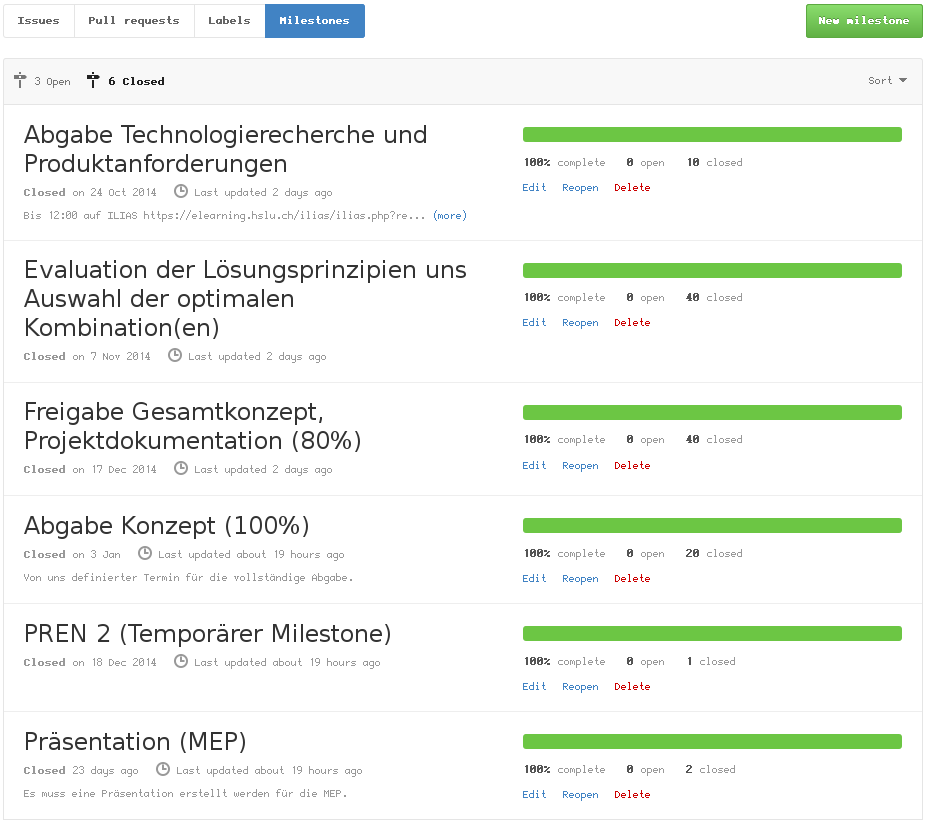 Issues Pull requests Labels Milestones New milestone
3 Open 6 Closed Sort
Abgabe Technologierecherche und
Produktanforderungen
Closed on 24 Oct 2014 Last updated 2 days ago
Bis 12:00 auf ILIAS https://elearning.hslu.ch/ilias/ilias.php?re... (more)
100% complete 0 open 10 closed
Edit Reopen Delete
Evaluation der Lösungsprinzipien uns
Auswahl der optimalen
Kombination(en)
Closed on 7 Nov 2014 Last updated 2 days ago
100% complete 0 open 40 closed
Edit Reopen Delete
Freigabe Gesamtkonzept,
Projektdokumentation (80%)
Closed on 17 Dec 2014 Last updated 2 days ago
100% complete 0 open 40 closed
Edit Reopen Delete
Abgabe Konzept (100%)
Closed on 3 Jan Last updated about 19 hours ago
Von uns definierter Termin für die vollständige Abgabe.
100% complete 0 open 20 closed
Edit Reopen Delete
PREN 2 (Temporärer Milestone)
Closed on 18 Dec 2014 Last updated about 19 hours ago
100% complete 0 open 1 closed
Edit Reopen Delete
Präsentation (MEP)
Closed 23 days ago Last updated about 19 hours ago
Es muss eine Präsentation erstellt werden für die MEP.
100% complete 0 open 2 closed
Edit Reopen Delete